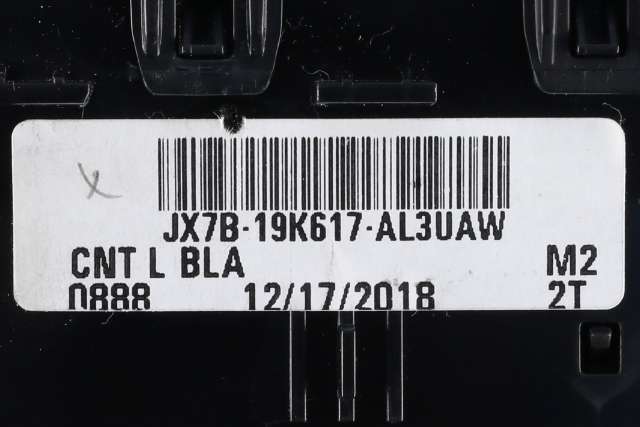 JX7B-19K617-AL3UAW
CNT L BLA M2
0888 12/17/2018 2T